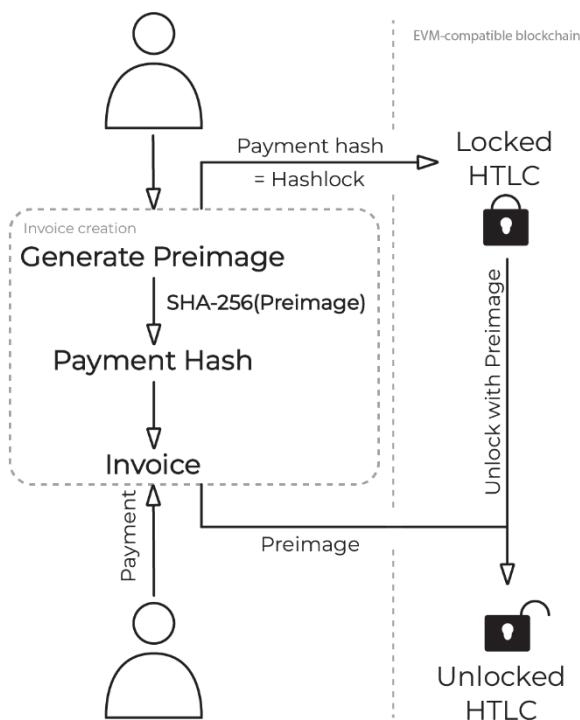 EVM-compatible blockchain
Payment hash
= Hashlock
Locked
HTLC
Invoice creation
Generate Preimage
SHA-256(Preimage)
Payment Hash
Invoice
Unlock with Preimage
Payment
Preimage
Unlocked
HTLC